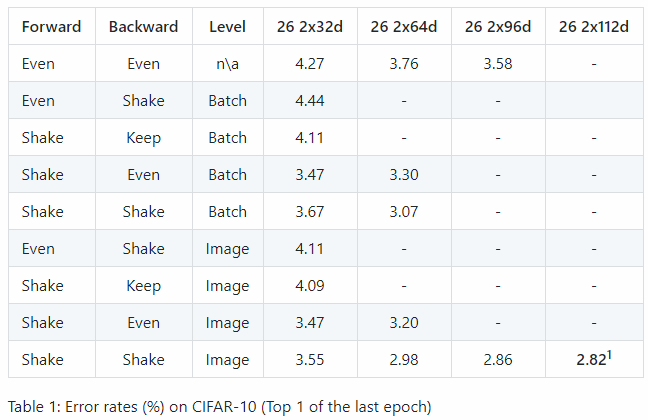 Forward Backward Level 26 2x32d 26 2x64d 26 2x96d 26 2x112d
Even Even n\a 4.27 3.76 3.58 -
Even Shake Batch 4.44 - -
Shake Keep Batch 4.11 - - -
Shake Even Batch 3.47 3.30 - -
Shake Shake Batch 3.67 3.07 - -
Even Shake Image 4.11 - - -
Shake Keep Image 4.09 - - -
Shake Even Image 3.47 3.20 - -
Shake Shake Image 3.55 2.98 2.86 2.82¹
Table 1: Error rates (%) on CIFAR-10 (Top 1 of the last epoch)